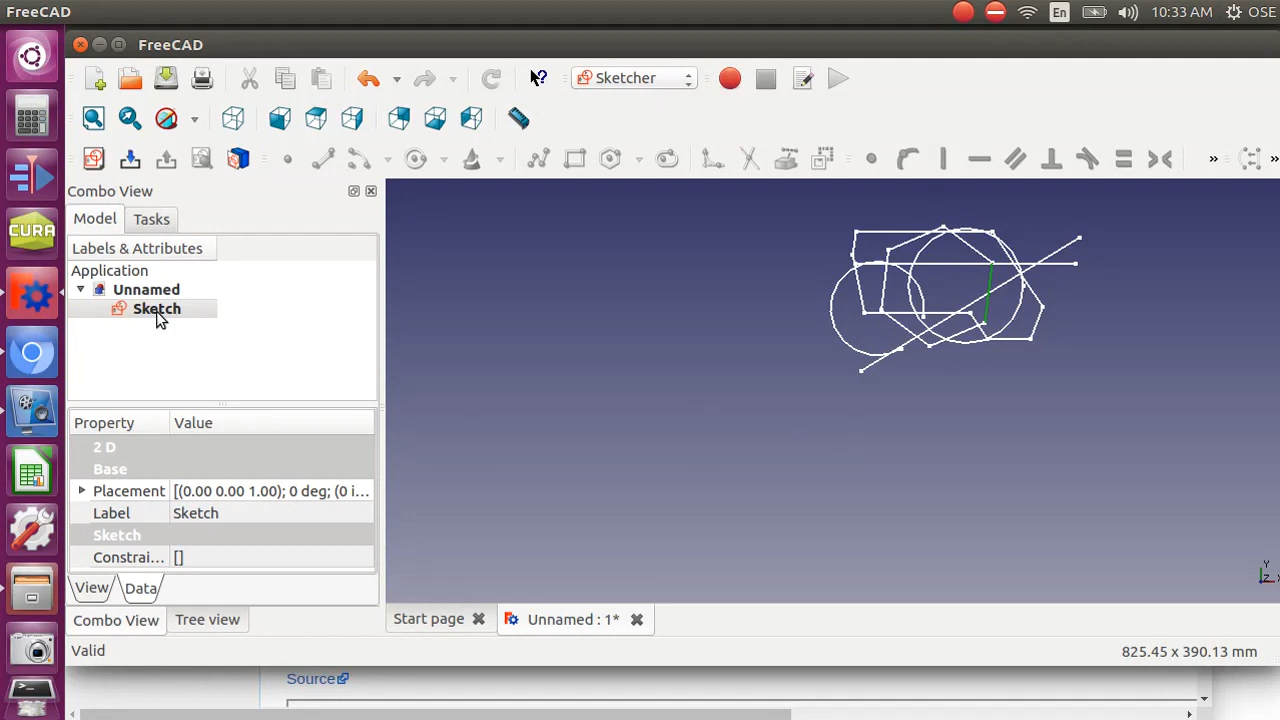 FreeCAD
En
10:33 AM
OSE
FreeCAD
Sketcher
»
»
Combo View
Model
Tasks
Labels & Attributes
Application
Unnamed
Sketch
CURA
Property
Value
2 D
Base
Placement
[(0.00 0.00 1.00); 0 deg; (0 i...
Label
Sketch
Sketch
Constrai...
[]
View
Data
Combo View
Tree view
Start page
Unnamed : 1*
Y
Z
X
Valid
825.45 x 390.13 mm
Source